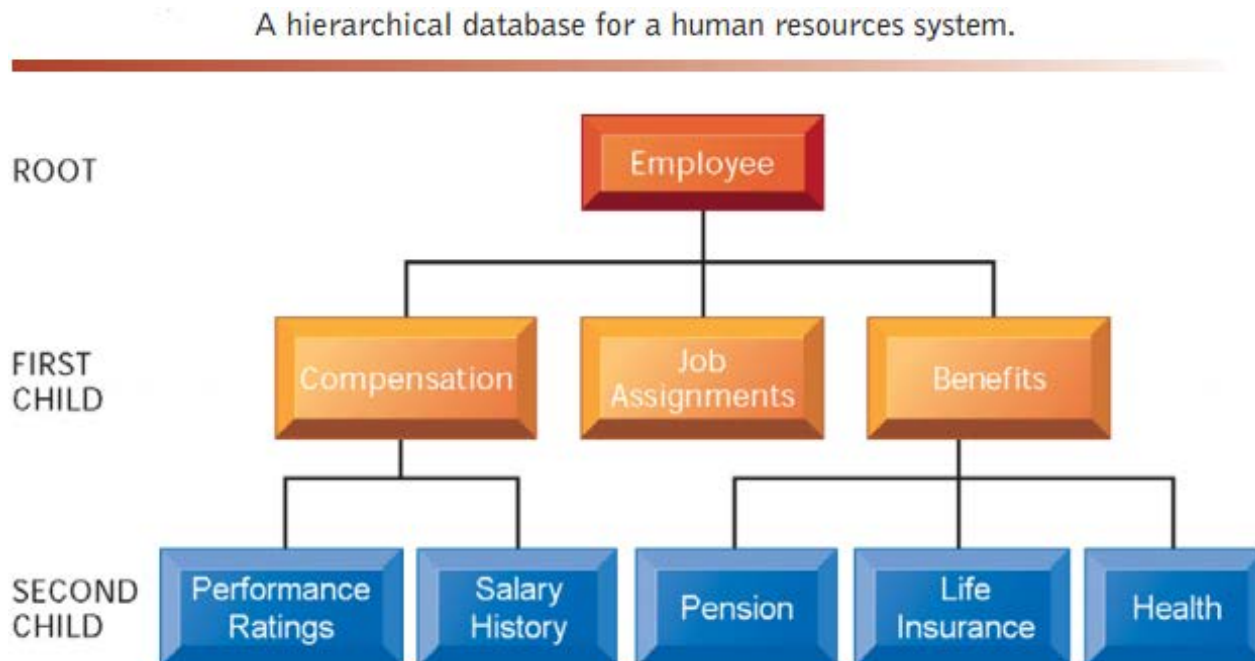 A hierarchical database for a human resources system.
ROOT
Employee
FIRST
CHILD
Compensation
Job
Assignments
Benefits
SECOND
CHILD
Performance
Ratings
Salary
History
Pension
Life
Insurance
Health